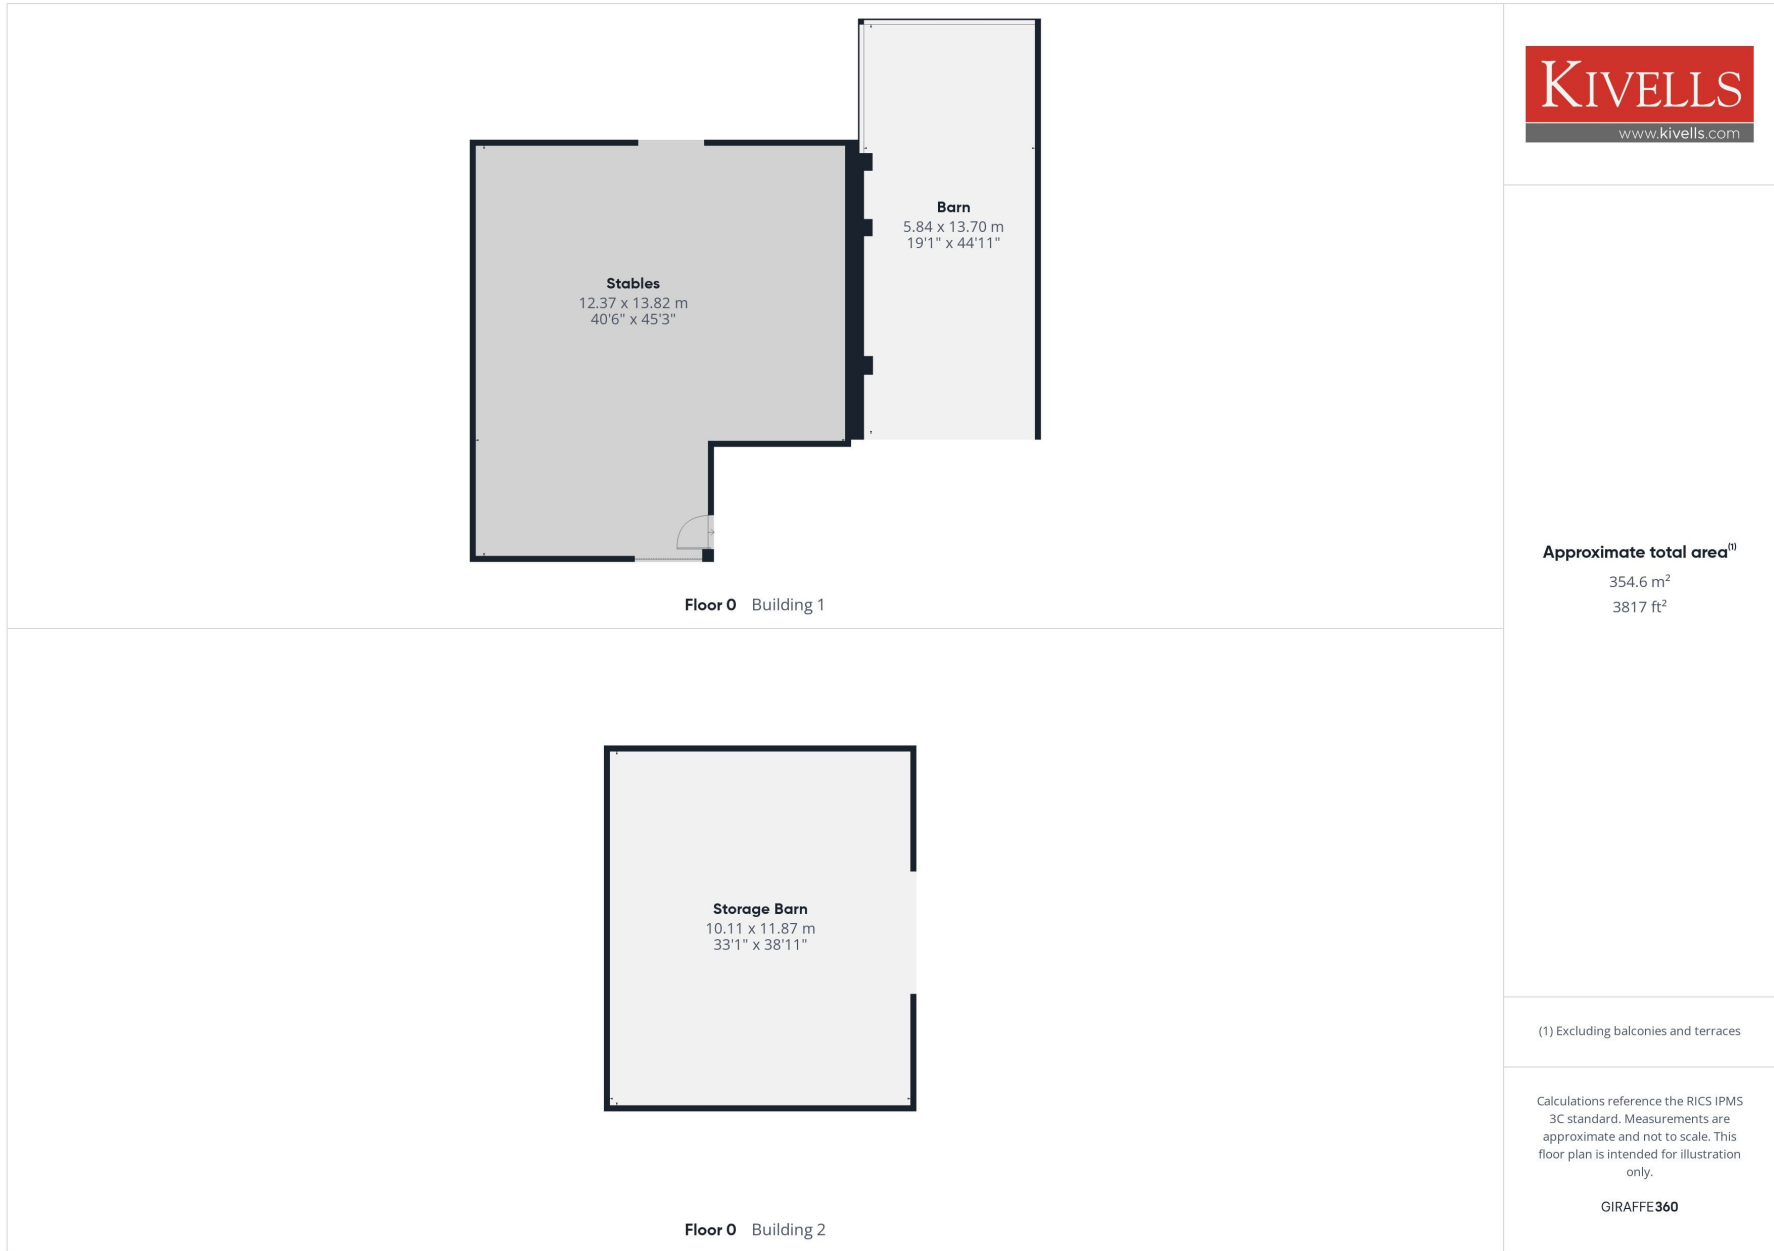 Stables
12.37 x 13.82 m
40'6" x 45'3"
Barn
5.84 x 13.70 m
19'1" x 44'11"
Floor 0 Building 1
Storage Barn
10.11 x 11.87 m
33'1" x 38'11"
Floor 0 Building 2
KIVELLS
www.kivells.com
Approximate total area(1)
354.6 m²
3817 ft²
(1) Excluding balconies and terraces
Calculations reference the RICS IPMS
3C standard. Measurements are
approximate and not to scale. This
floor plan is intended for illustration
only.
GIRAFFE360